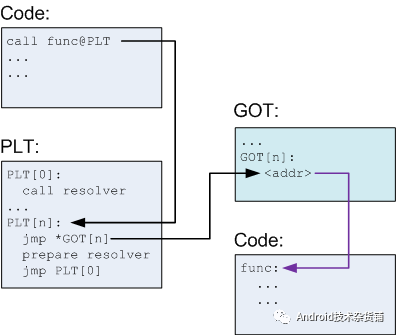 Code:
call func@PLT
...
...
PLT:
PLT[0]:
call resolver
...
PLT[n]:
jmp *GOT[n]
prepare resolver
jmp PLT[0]
GOT:
...
GOT[n]:
<addr>
Code:
func:
...
...
Android技术杂货铺